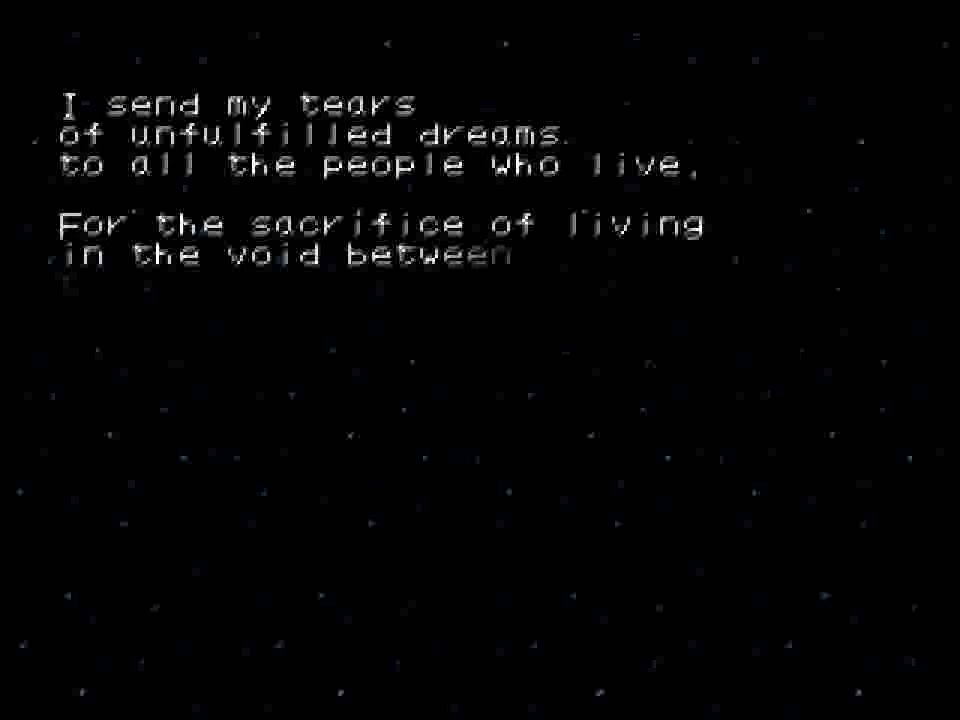 I send my tears
of unfulfilled dreams
to all the people who live,
For the sacrifice of living
in the void between